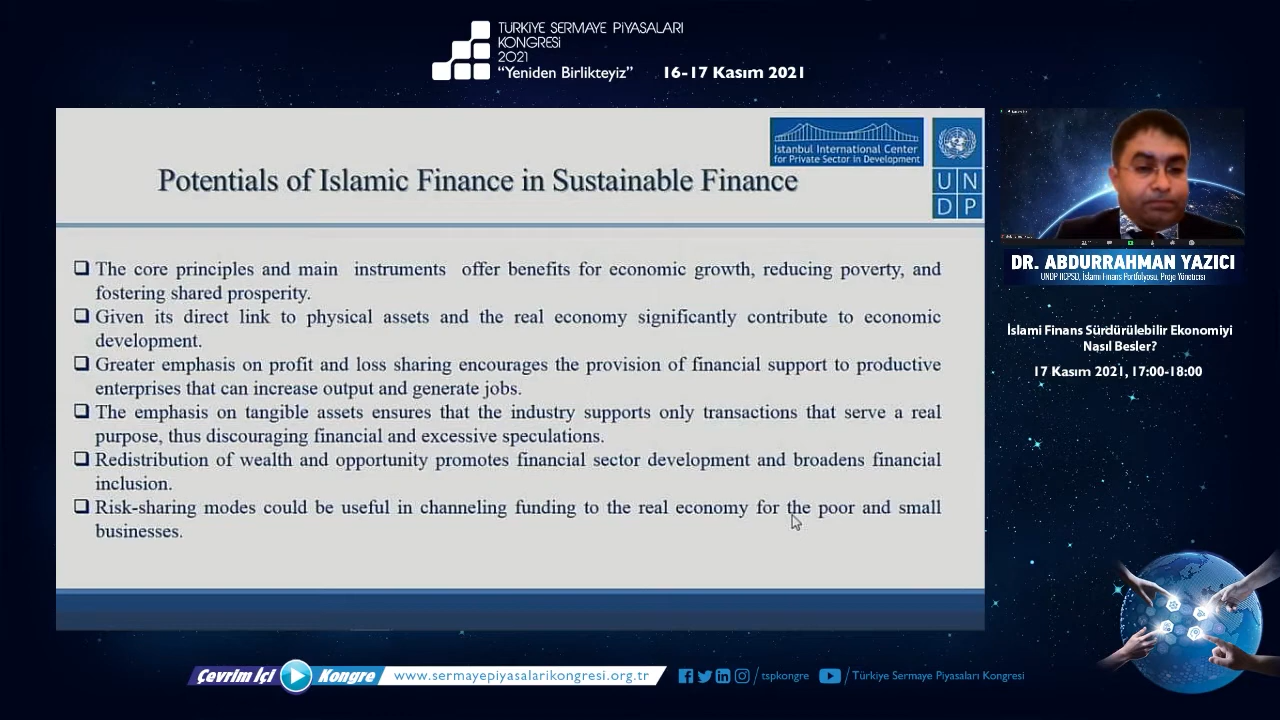 TÜRKİYE SERMAYE PİYASALARI
KONGRESİ
2021
“Yeniden Birlikteyiz” 16-17 Kasım 2021
Istanbul International Center
for Private Sector in Development
U N
D P
Potentials of Islamic Finance in Sustainable Finance
The core principles and main instruments offer benefits for economic growth, reducing poverty, and
fostering shared prosperity.
Given its direct link to physical assets and the real economy significantly contribute to economic
development.
Greater emphasis on profit and loss sharing encourages the provision of financial support to productive
enterprises that can increase output and generate jobs.
The emphasis on tangible assets ensures that the industry supports only transactions that serve a real
purpose, thus discouraging financial and excessive speculations.
Redistribution of wealth and opportunity promotes financial sector development and broadens financial
inclusion.
Risk-sharing modes could be useful in channeling funding to the real economy for the poor and small
businesses.
DR. ABDURRAHMAN YAZICI
UNDP IICPSD, İslami Finans Portfolyosu, Proje Yöneticisi
İslami Finans Sürdürülebilir Ekonomiyi
Nasıl Besler?
17 Kasım 2021, 17:00-18:00
Çevrim İçi Kongre www.sermayepiyasalarikongresi.org.tr /tspkongre /Türkiye Sermaye Piyasaları Kongresi